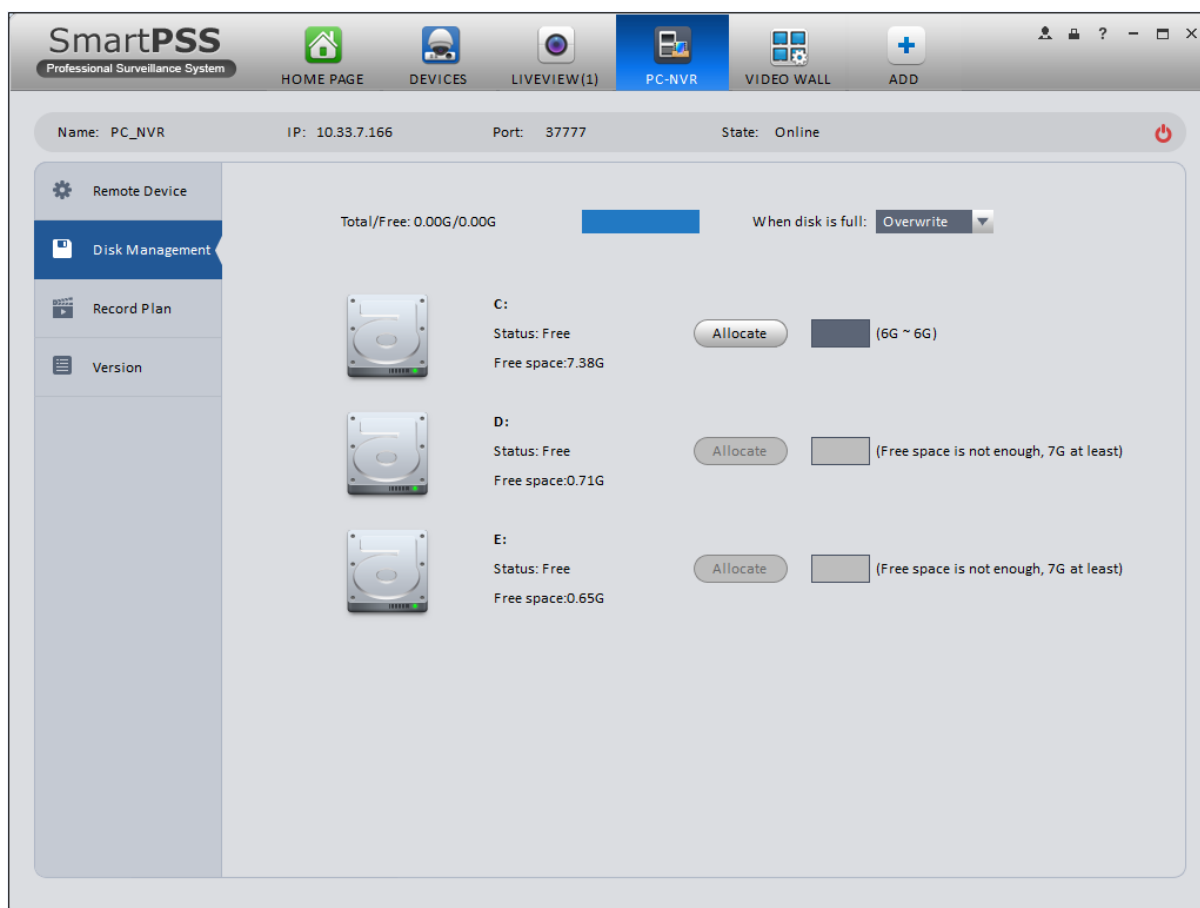 SmartPSS
Professional Surveillance System
HOME PAGE
DEVICES
LIVEVIEW(1)
PC-NVR
VIDEO WALL
ADD
?
Name: PC_NVR
IP: 10.33.7.166
Port: 37777
State: Online
Remote Device
Disk Management
Record Plan
Version
Total/Free: 0.00G/0.00G
When disk is full: Overwrite
C:
Status: Free
Allocate
(6G ~ 6G)
Free space:7.38G
D:
Status: Free
Allocate
(Free space is not enough, 7G at least)
Free space:0.71G
E:
Status: Free
Allocate
(Free space is not enough, 7G at least)
Free space:0.65G